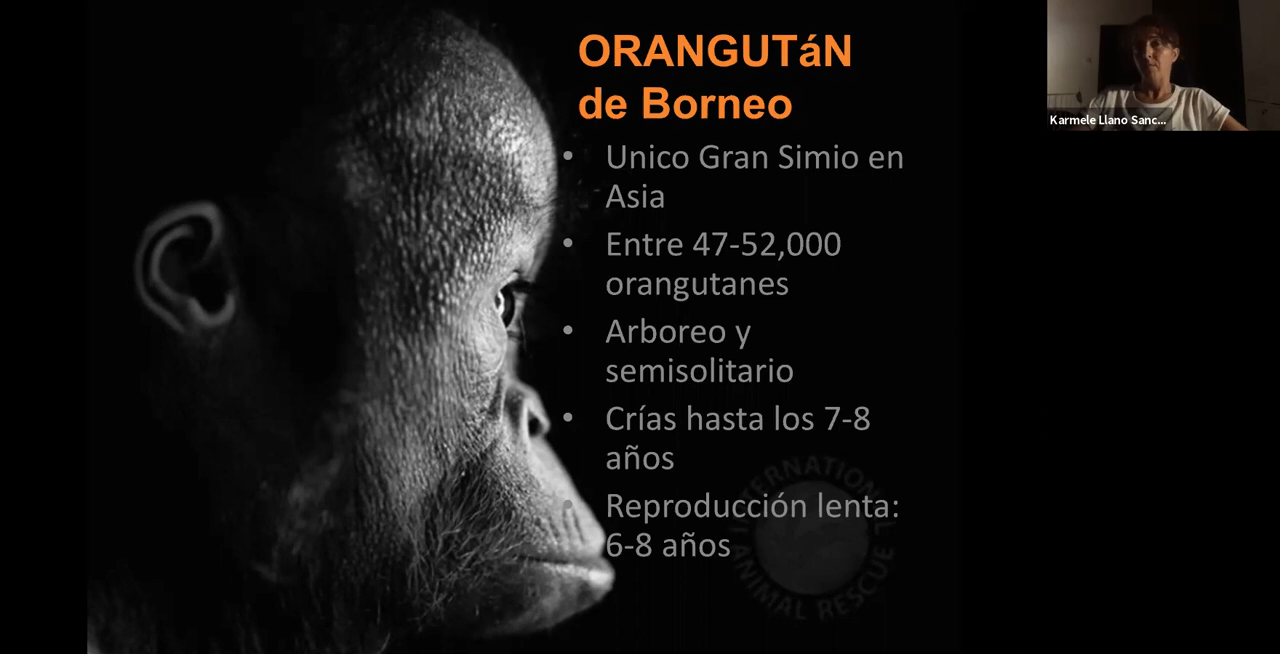 ORANGUTáN
de Borneo
• Unico Gran Simio en
Asia
• Entre 47-52,000
orangutanes
• Arboreo y
semisolitario
• Crías hasta los 7-8
años
• Reproducción lenta:
6-8 años
INTERNATIONAL
ANIMAL RESCUE
Karmele Llano Sanc...